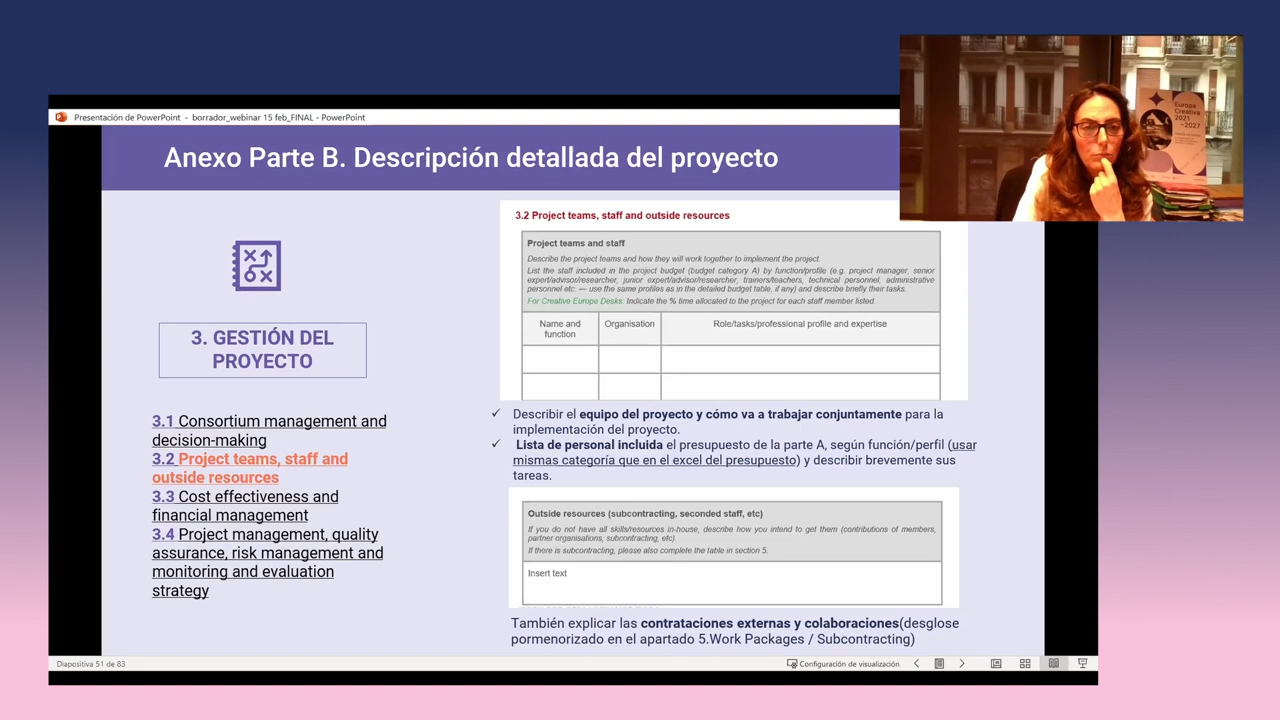 Presentación de PowerPoint - borrador_webinar 15 feb_FINAL - PowerPoint
Anexo Parte B. Descripción detallada del proyecto
Europa
Creativa
2021
-2027
3. GESTIÓN DEL
PROYECTO
3.1 Consortium management and
decision-making
3.2 Project teams, staff and
outside resources
3.3 Cost effectiveness and
financial management
3.4 Project management, quality
assurance, risk management and
monitoring and evaluation
strategy
3.2 Project teams, staff and outside resources
Project teams and staff
Describe the project teams and how they will work together to implement the project.
List the staff included in the project budget (budget category A) by function/profile (e.g. project manager, senior
expert/advisor/researcher, junior expert/advisor/researcher, trainers/teachers, technical personnel, administrative
personnel etc. — use the same profiles as in the detailed budget table, if any) and describe briefly their tasks.
For Creative Europe Desks: Indicate the % time allocated to the project for each staff member listed
Name and
function
Organisation
Role/tasks/professional profile and expertise
✓ Describir el equipo del proyecto y cómo va a trabajar conjuntamente para la
implementación del proyecto.
✓ Lista de personal incluida el presupuesto de la parte A, según función/perfil (usar
mismas categoría que en el excel del presupuesto) y describir brevemente sus
tareas.
Outside resources (subcontracting, seconded staff, etc)
If you do not have all skills/resources in-house, describe how you intend to get them (contributions of members,
partner organisations, subcontracting, etc).
If there is subcontracting, please also complete the table in section 5.
Insert text
También explicar las contrataciones externas y colaboraciones(desglose
pormenorizado en el apartado 5.Work Packages / Subcontracting)
Diapositiva 51 de 83
Configuración de visualización